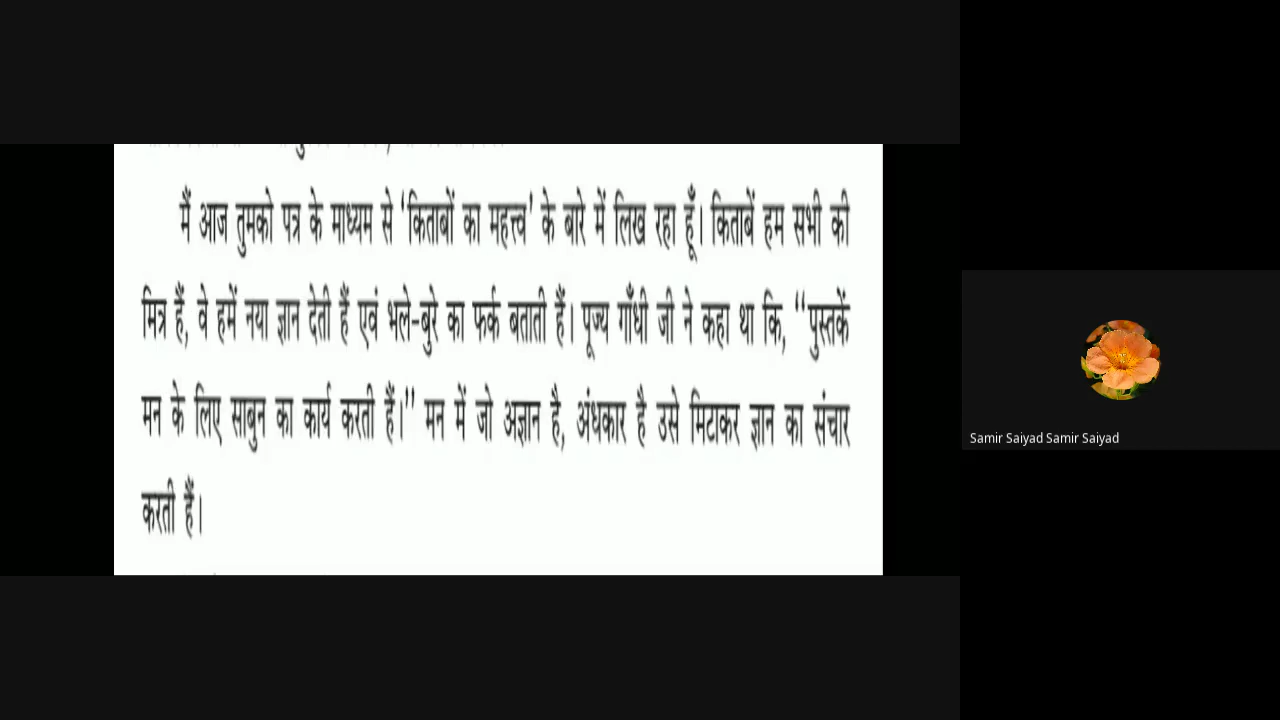 मैं आज तुमको पत्र के माध्यम से 'किताबों का महत्त्व' के बारे में लिख रहा हूँ। किताबें हम सभी की
मित्र हैं, वे हमें नया ज्ञान देती हैं एवं भले-बुरे का फर्क बताती हैं। पूज्य गाँधी जी ने कहा था कि, "पुस्तकें
मन के लिए साबुन का कार्य करती हैं।" मन में जो अज्ञान है, अंधकार है उसे मिटाकर ज्ञान का संचार
करती हैं।
Samir Saiyad Samir Saiyad